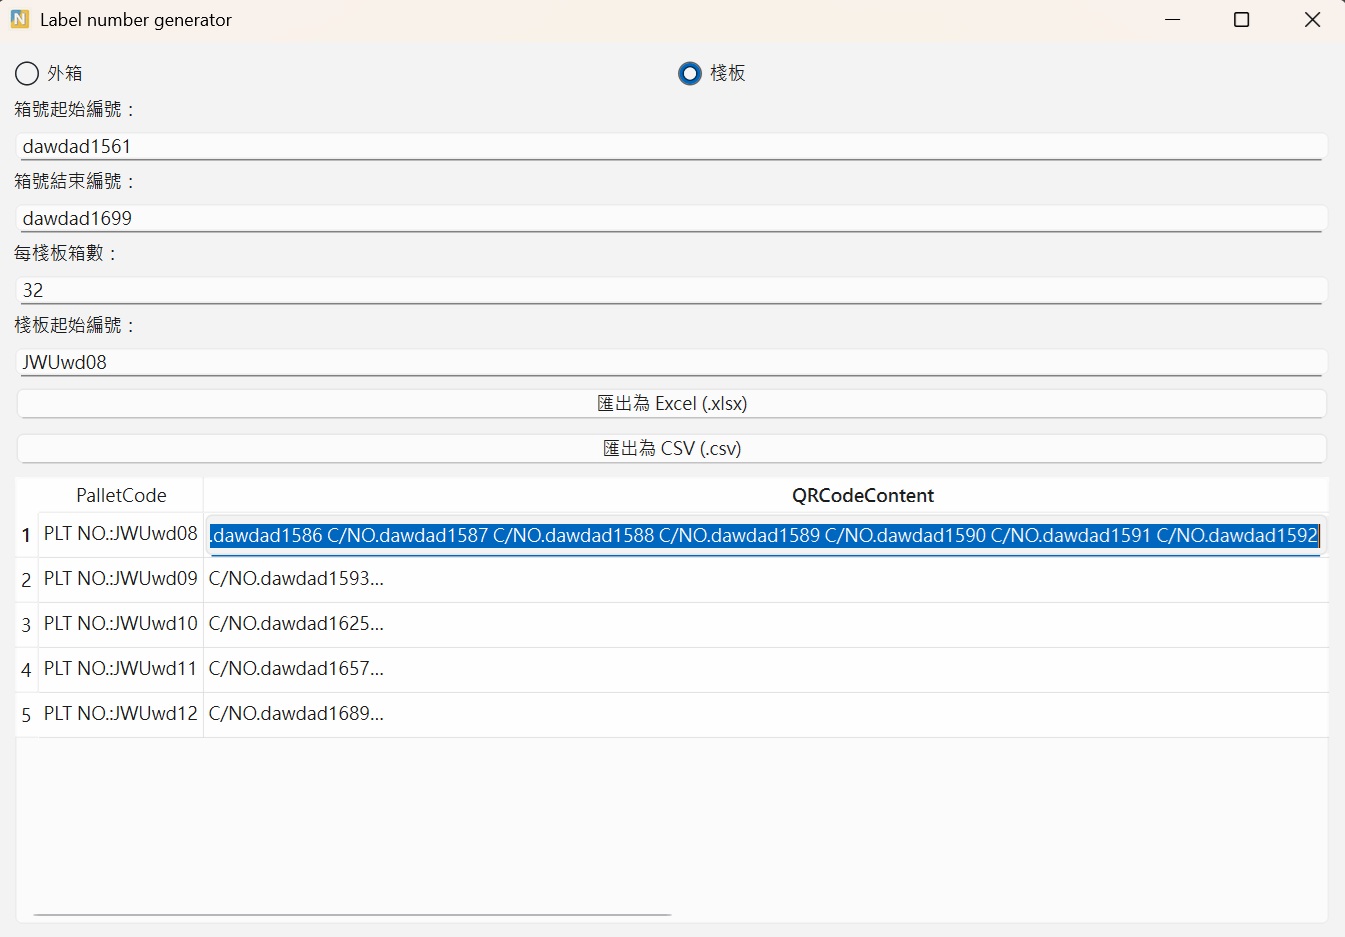 N Label number generator
外箱 棧板
箱號起始編號：
dawdad1561
箱號結束編號：
dawdad1699
每棧板箱數：
32
棧板起始編號：
JWUwd08
匯出為 Excel (.xlsx)
匯出為 CSV (.csv)
PalletCode QRCodeContent
1 PLT NO.:JWUwd08 .dawdad1586 C/NO.dawdad1587 C/NO.dawdad1588 C/NO.dawdad1589 C/NO.dawdad1590 C/NO.dawdad1591 C/NO.dawdad1592
2 PLT NO.:JWUwd09 C/NO.dawdad1593...
3 PLT NO.:JWUwd10 C/NO.dawdad1625...
4 PLT NO.:JWUwd11 C/NO.dawdad1657...
5 PLT NO.:JWUwd12 C/NO.dawdad1689...